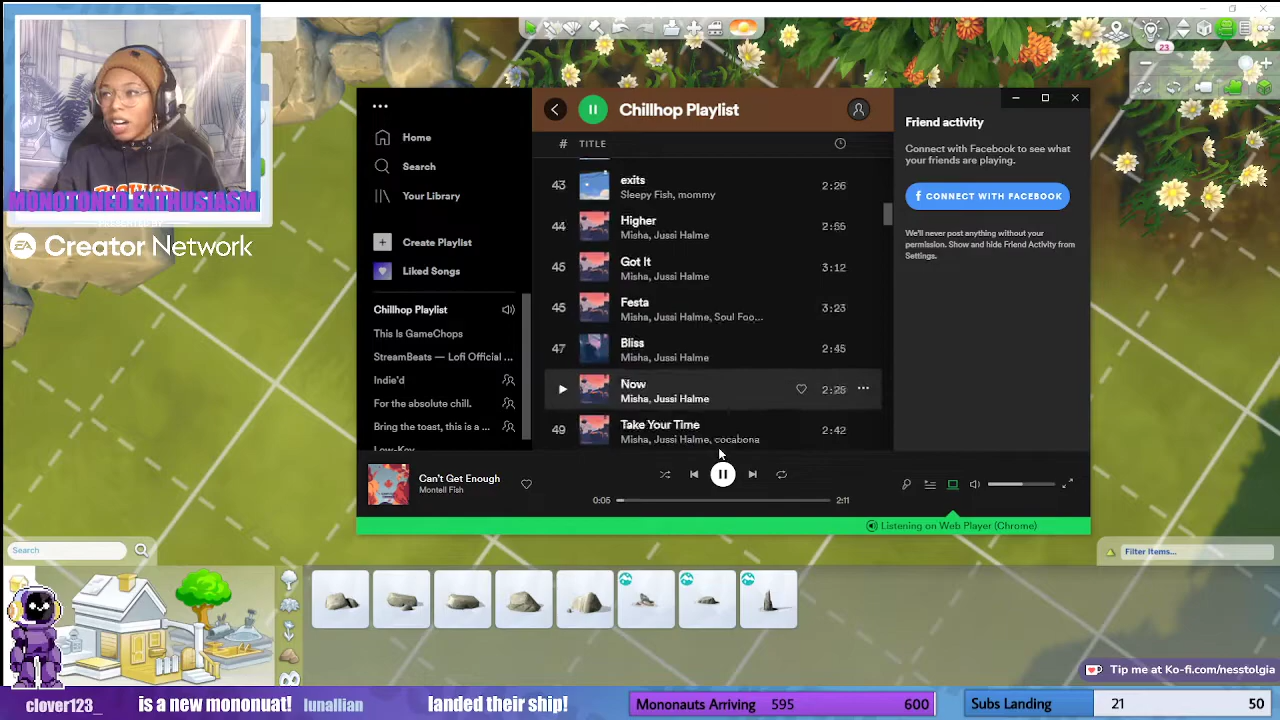 MONOTONED ENTHUSIASM
Creator Network
Home
Search
Your Library
Create Playlist
Liked Songs
Chillhop Playlist
This Is GameChops
StreamBeats — Lofi Official ...
Indie'd
For the absolute chill.
Bring the toast, this is a ...
Low-Key
Chillhop Playlist
# TITLE
43 exits 2:26
Sleepy Fish, mommy
44 Higher 2:55
Misha, Jussi Halme
45 Got It 3:12
Misha, Jussi Halme
Festa 3:23
Misha, Jussi Halme, Soul Foo...
47 Bliss 2:45
Misha, Jussi Halme
Now
Misha, Jussi Halme
49 Take Your Time 2:42
Misha, Jussi Halme, cocabona
Friend activity
Connect with Facebook to see what
your friends are playing.
f CONNECT WITH FACEBOOK
We'll never post anything without your
permission. Show and hide Friend Activity from
Settings.
23
Can't Get Enough
Montell Fish
0:05 2:11
Listening on Web Player (Chrome)
Search
Filter Items...
Tip me at Ko-fi.com/nesstolgia
clover123_ is a new mononuat! lunallian landed their ship!
Mononauts Arriving 595 600
Subs Landing 21 50